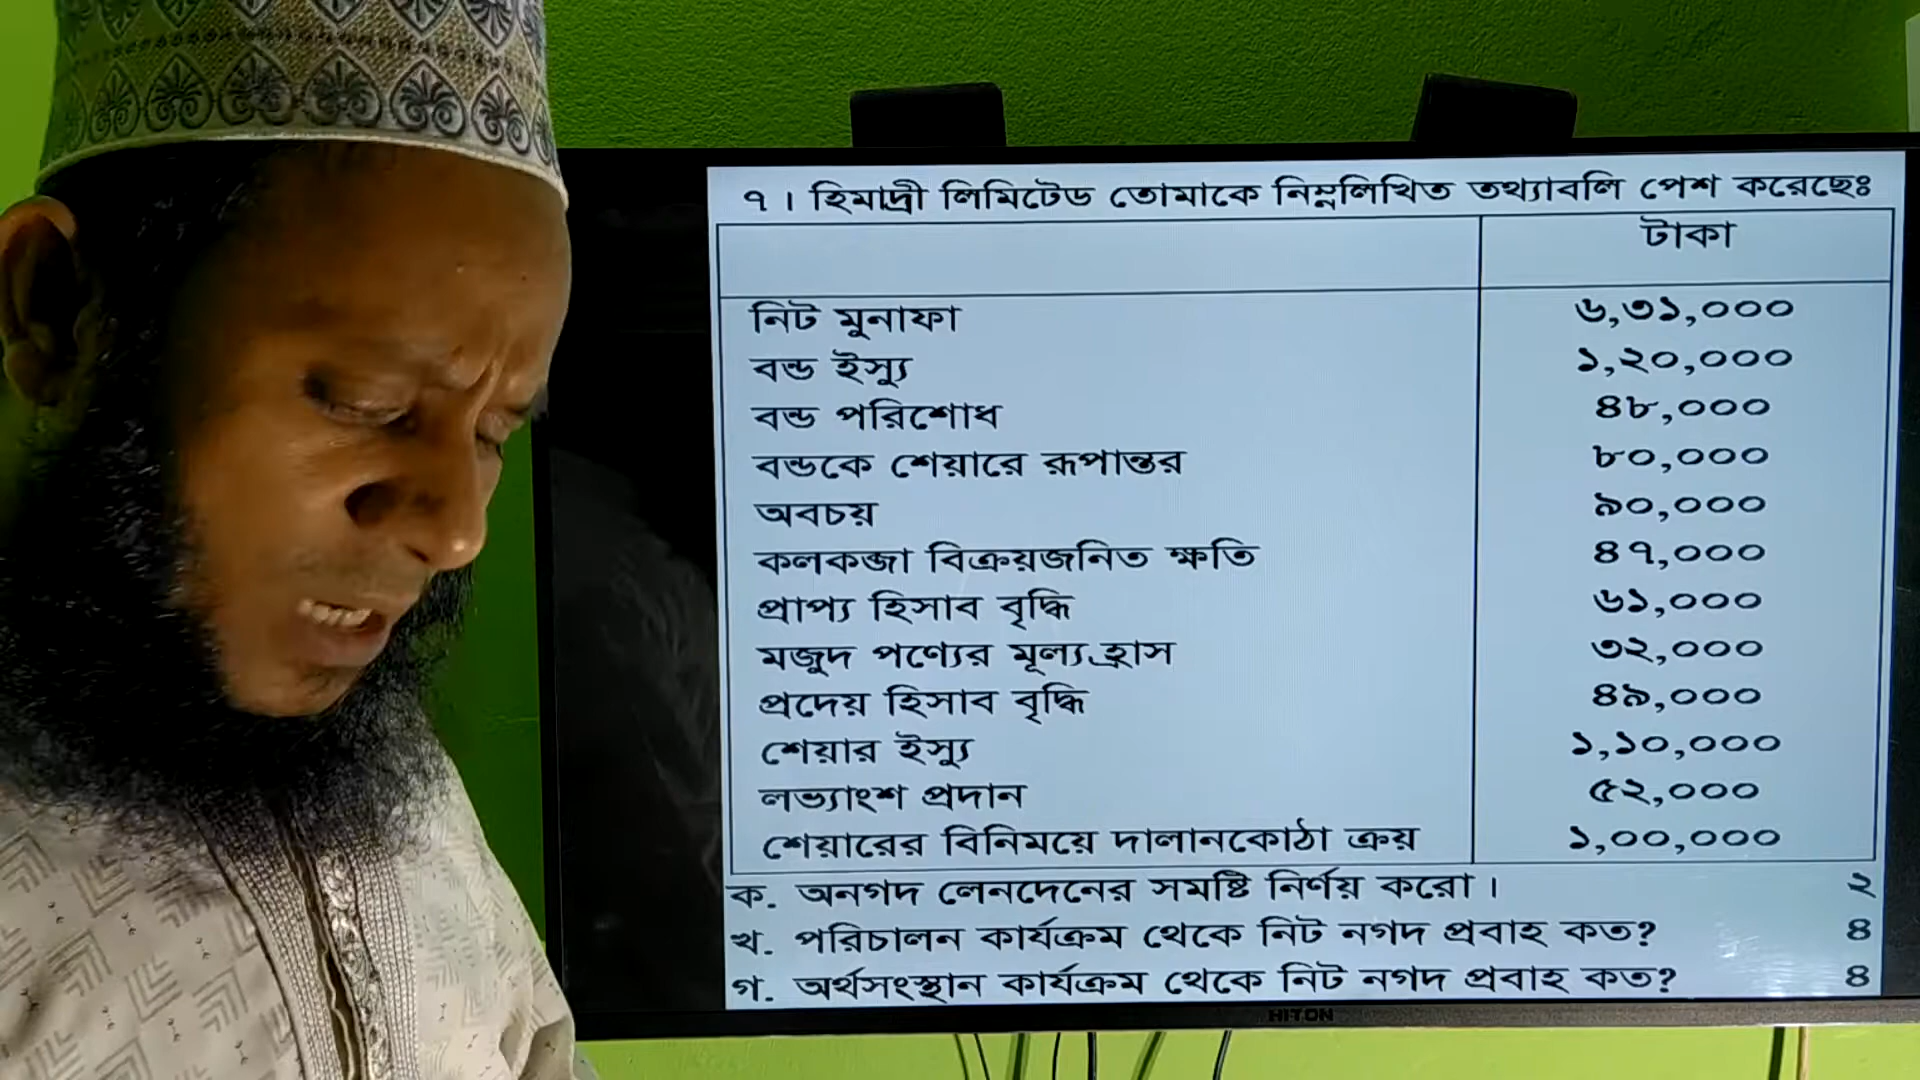 ৭। হিমাদ্রী লিমিটেড তোমাকে নিম্নলিখিত তথ্যাবলি পেশ করেছেঃ
টাকা
নিট মুনাফা ৬,৩১,০০০
বন্ড ইস্যু ১,২০,০০০
বন্ড পরিশোধ ৪৮,০০০
বন্ডকে শেয়ারে রূপান্তর ৮০,০০০
অবচয় ৯০,০০০
কলকব্জা বিক্রয়জনিত ক্ষতি ৪৭,০০০
প্রাপ্য হিসাব বৃদ্ধি ৬১,০০০
মজুদ পণ্যের মূল্য হ্রাস ৩২,০০০
প্রদেয় হিসাব বৃদ্ধি ৪৯,০০০
শেয়ার ইস্যু ১,১০,০০০
লভ্যাংশ প্রদান ৫২,০০০
শেয়ারের বিনিময়ে দালানকোঠা ক্রয় ১,০০,০০০
ক. অনগদ লেনদেনের সমষ্টি নির্ণয় করো। ২
খ. পরিচালন কার্যক্রম থেকে নিট নগদ প্রবাহ কত? ৪
গ. অর্থসংস্থান কার্যক্রম থেকে নিট নগদ প্রবাহ কত? ৪
HITON